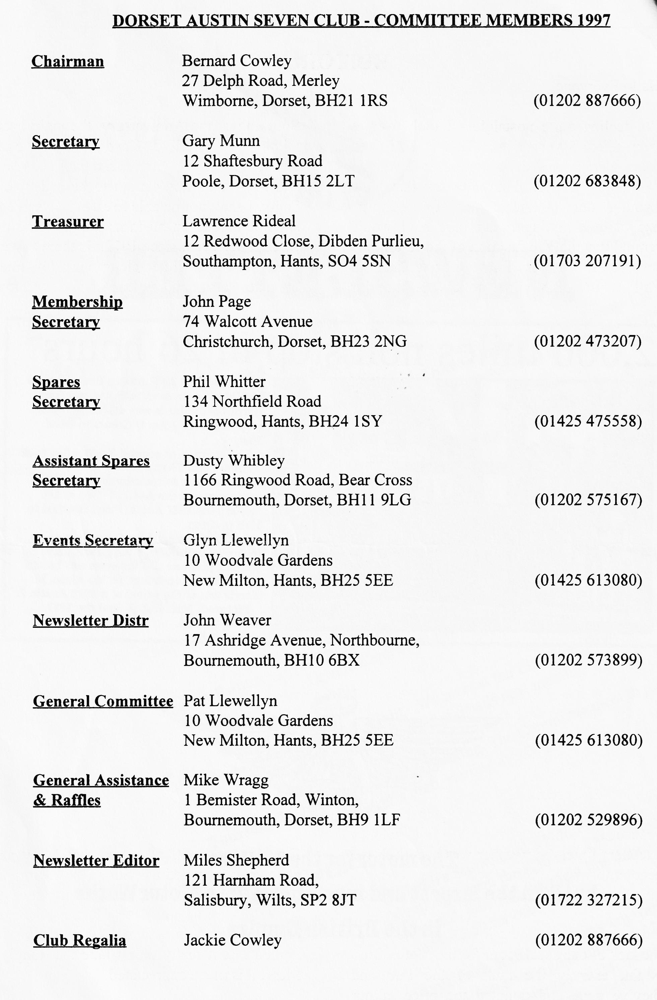 DORSET AUSTIN SEVEN CLUB - COMMITTEE MEMBERS 1997
Chairman Bernard Cowley
27 Delph Road, Merley
Wimborne, Dorset, BH21 1RS (01202 887666)
Secretary Gary Munn
12 Shaftesbury Road
Poole, Dorset, BH15 2LT (01202 683848)
Treasurer Lawrence Rideal
12 Redwood Close, Dibden Purlieu,
Southampton, Hants, SO4 5SN (01703 207191)
Membership John Page
Secretary 74 Walcott Avenue
Christchurch, Dorset, BH23 2NG (01202 473207)
Spares Phil Whitter
Secretary 134 Northfield Road
Ringwood, Hants, BH24 1SY (01425 475558)
Assistant Spares Dusty Whibley
Secretary 1166 Ringwood Road, Bear Cross
Bournemouth, Dorset, BH11 9LG (01202 575167)
Events Secretary Glyn Llewellyn
10 Woodvale Gardens
New Milton, Hants, BH25 5EE (01425 613080)
Newsletter Distr John Weaver
17 Ashridge Avenue, Northbourne,
Bournemouth, BH10 6BX (01202 573899)
General Committee Pat Llewellyn
10 Woodvale Gardens
New Milton, Hants, BH25 5EE (01425 613080)
General Assistance Mike Wragg
& Raffles 1 Bemister Road, Winton,
Bournemouth, Dorset, BH9 1LF (01202 529896)
Newsletter Editor Miles Shepherd
121 Harnham Road,
Salisbury, Wilts, SP2 8JT (01722 327215)
Club Regalia Jackie Cowley (01202 887666)